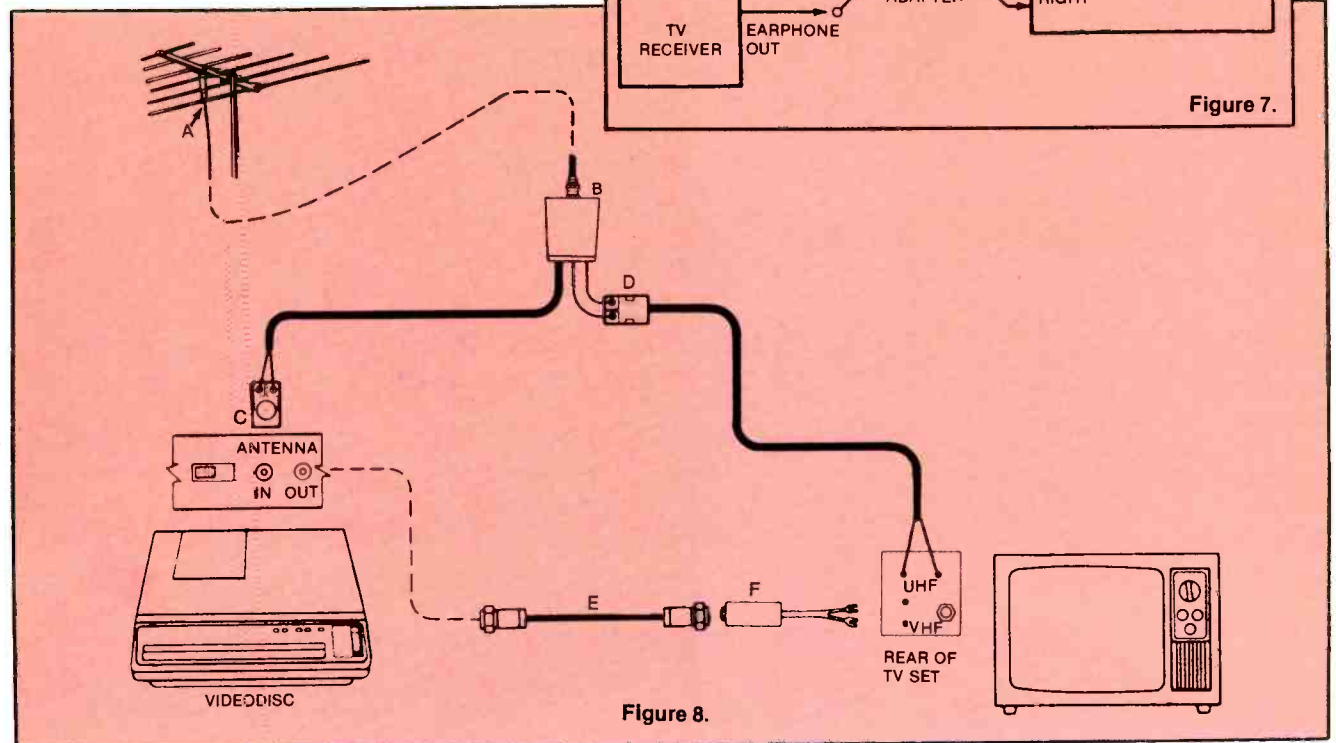 ADAPTER
RIGHT
TV
RECEIVER
EARPHONE
OUT
Figure 7.
A
B
D
C
ANTENNA
IN OUT
E
F
UHF
VHF
REAR OF
TV SET
VIDEODISC
Figure 8.